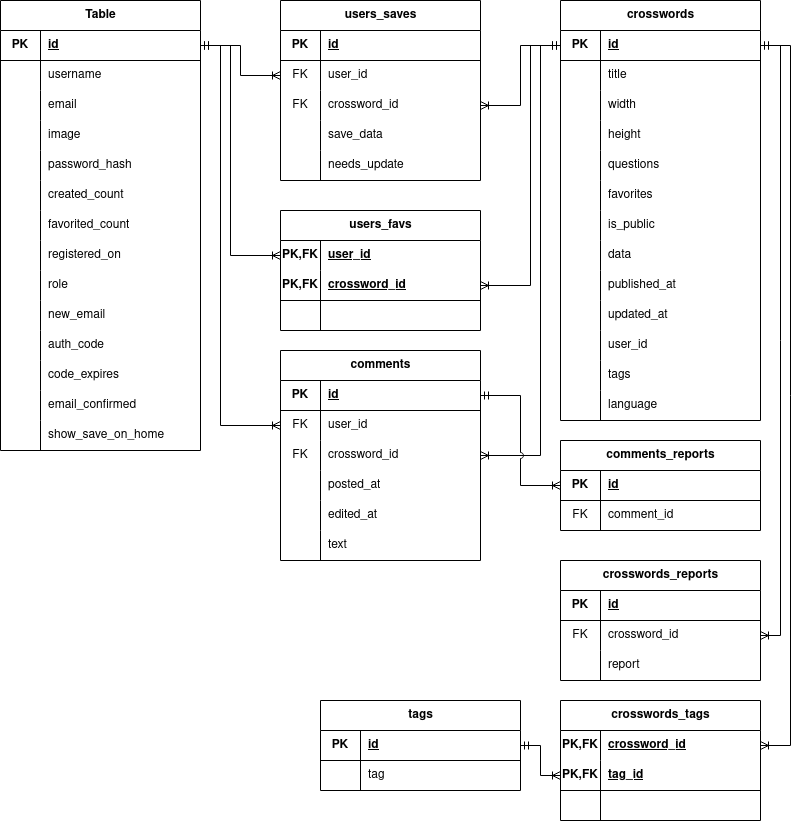 Table
PK id
username
email
image
password_hash
created_count
favorited_count
registered_on
role
new_email
auth_code
code_expires
email_confirmed
show_save_on_home
users_saves
PK id
FK user_id
FK crossword_id
save_data
needs_update
users_favs
PK,FK user_id
PK,FK crossword_id
comments
PK id
FK user_id
FK crossword_id
posted_at
edited_at
text
crosswords
PK id
title
width
height
questions
favorites
is_public
data
published_at
updated_at
user_id
tags
language
comments_reports
PK id
FK comment_id
crosswords_reports
PK id
FK crossword_id
report
tags
PK id
tag
crosswords_tags
PK,FK crossword_id
PK,FK tag_id